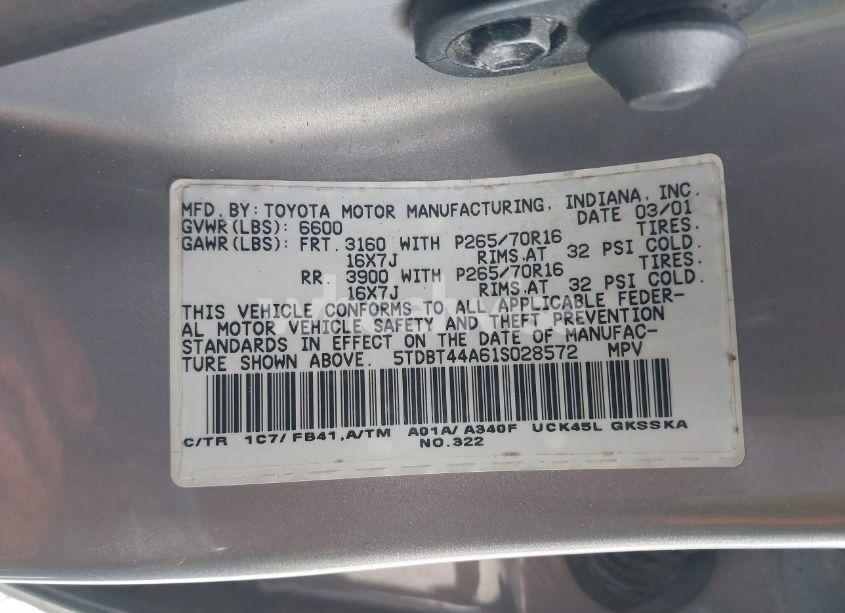 MFD. BY: TOYOTA MOTOR MANUFACTURING, INDIANA, INC.
GVWR(LBS): 6600 DATE 03/01
GAWR(LBS): FRT. 3160 WITH P265/70R16 TIRES.
16X7J RIMS.AT 32 PSI COLD.
RR. 3900 WITH P265/70R16 TIRES.
16X7J RIMS.AT 32 PSI COLD.
THIS VEHICLE CONFORMS TO ALL APPLICABLE FEDER-
AL MOTOR VEHICLE SAFETY AND THEFT PREVENTION
STANDARDS IN EFFECT ON THE DATE OF MANUFAC-
TURE SHOWN ABOVE. 5TDBT44A61S028572 MPV
C/TR 1C7/ FB41,A/TM A01A/ A340F UCK45L GKSSKA
NO.322